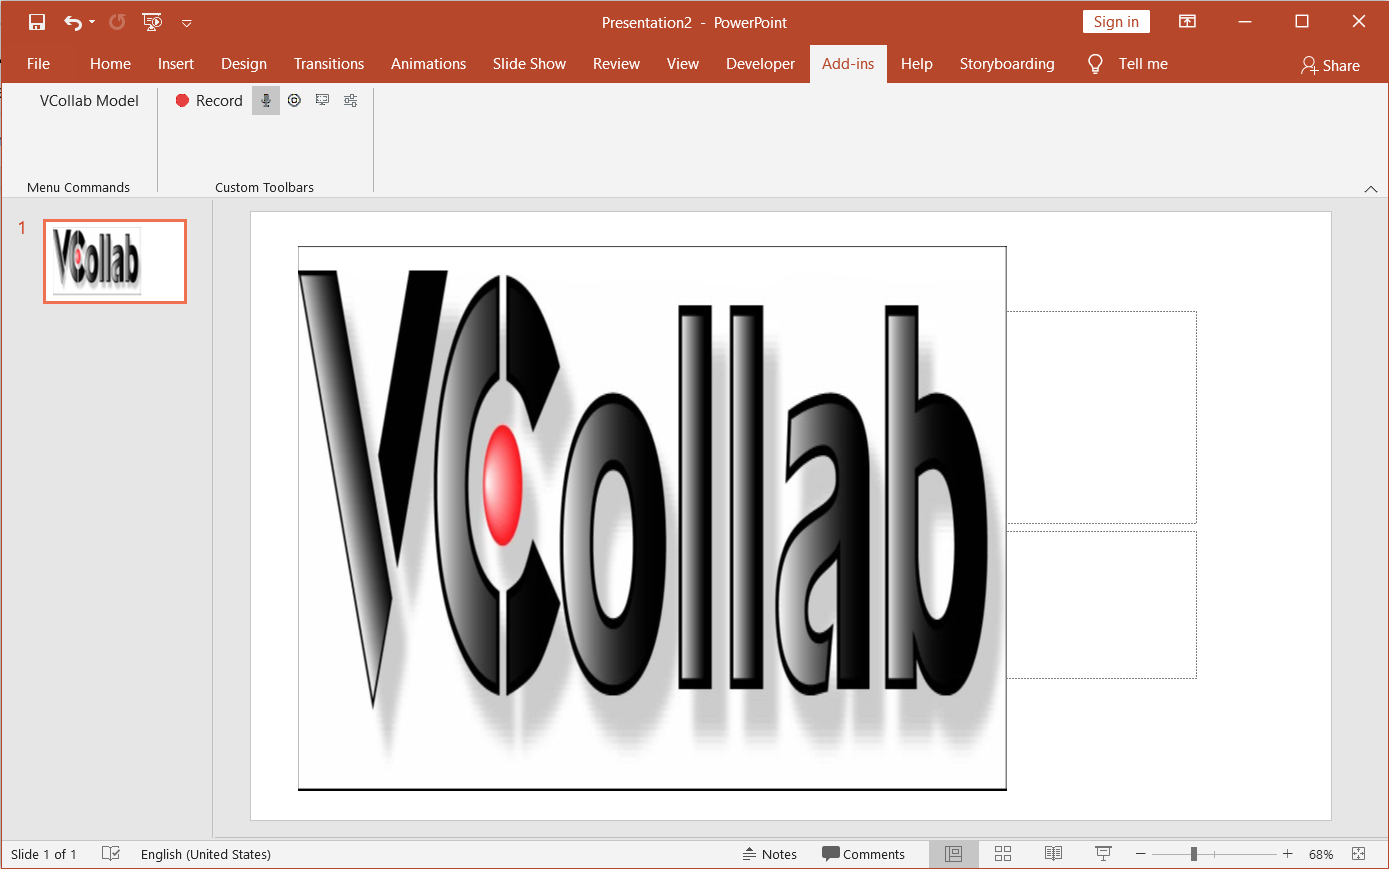 Presentation2 - PowerPoint
Sign in
File Home Insert Design Transitions Animations Slide Show Review View Developer Add-ins Help Storyboarding Tell me Share
VCollab Model Record
Menu Commands Custom Toolbars
1
VCollab
VCollab
Slide 1 of 1 English (United States) Notes Comments 68%